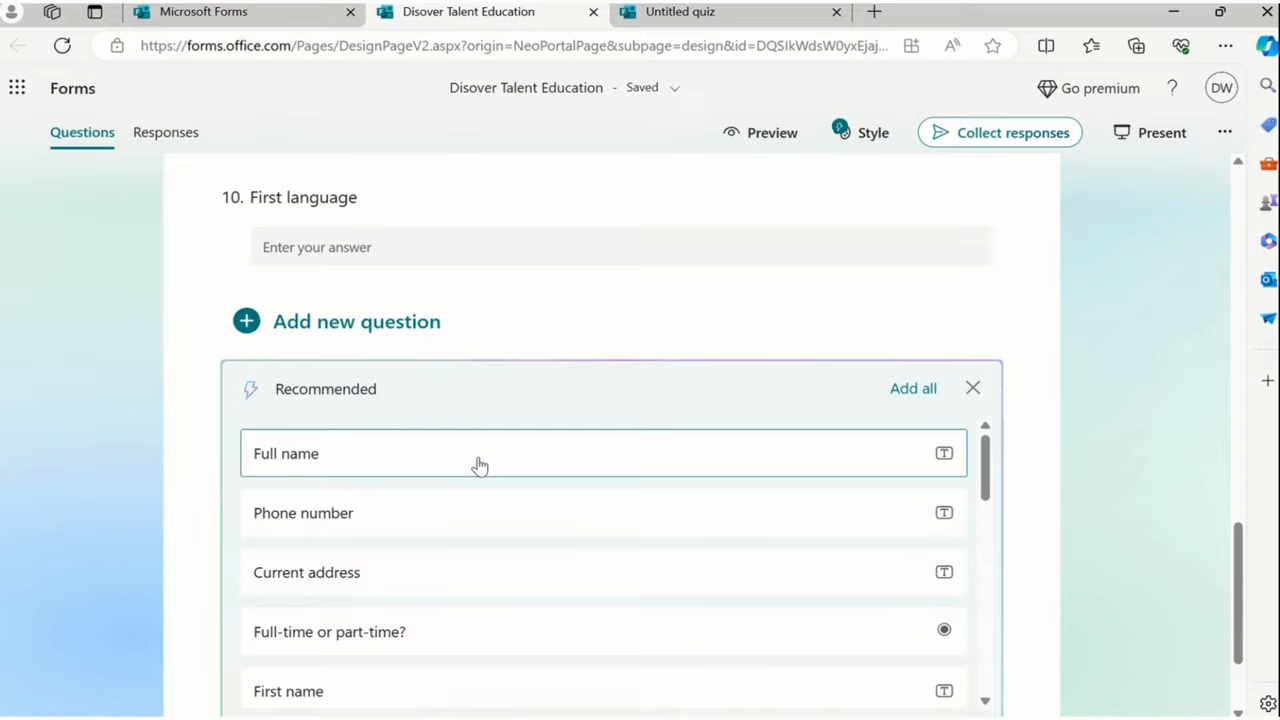 Microsoft Forms
Disover Talent Education
Untitled quiz
https://forms.office.com/Pages/DesignPageV2.aspx?origin=NeoPortalPage&subpage=design&id=DQSIkWdsW0yxEjaj...
Forms
Disover Talent Education - Saved
Go premium
?
DW
Questions
Responses
Preview
Style
Collect responses
Present
10. First language
Enter your answer
Add new question
Recommended
Add all
Full name
Phone number
Current address
Full-time or part-time?
First name